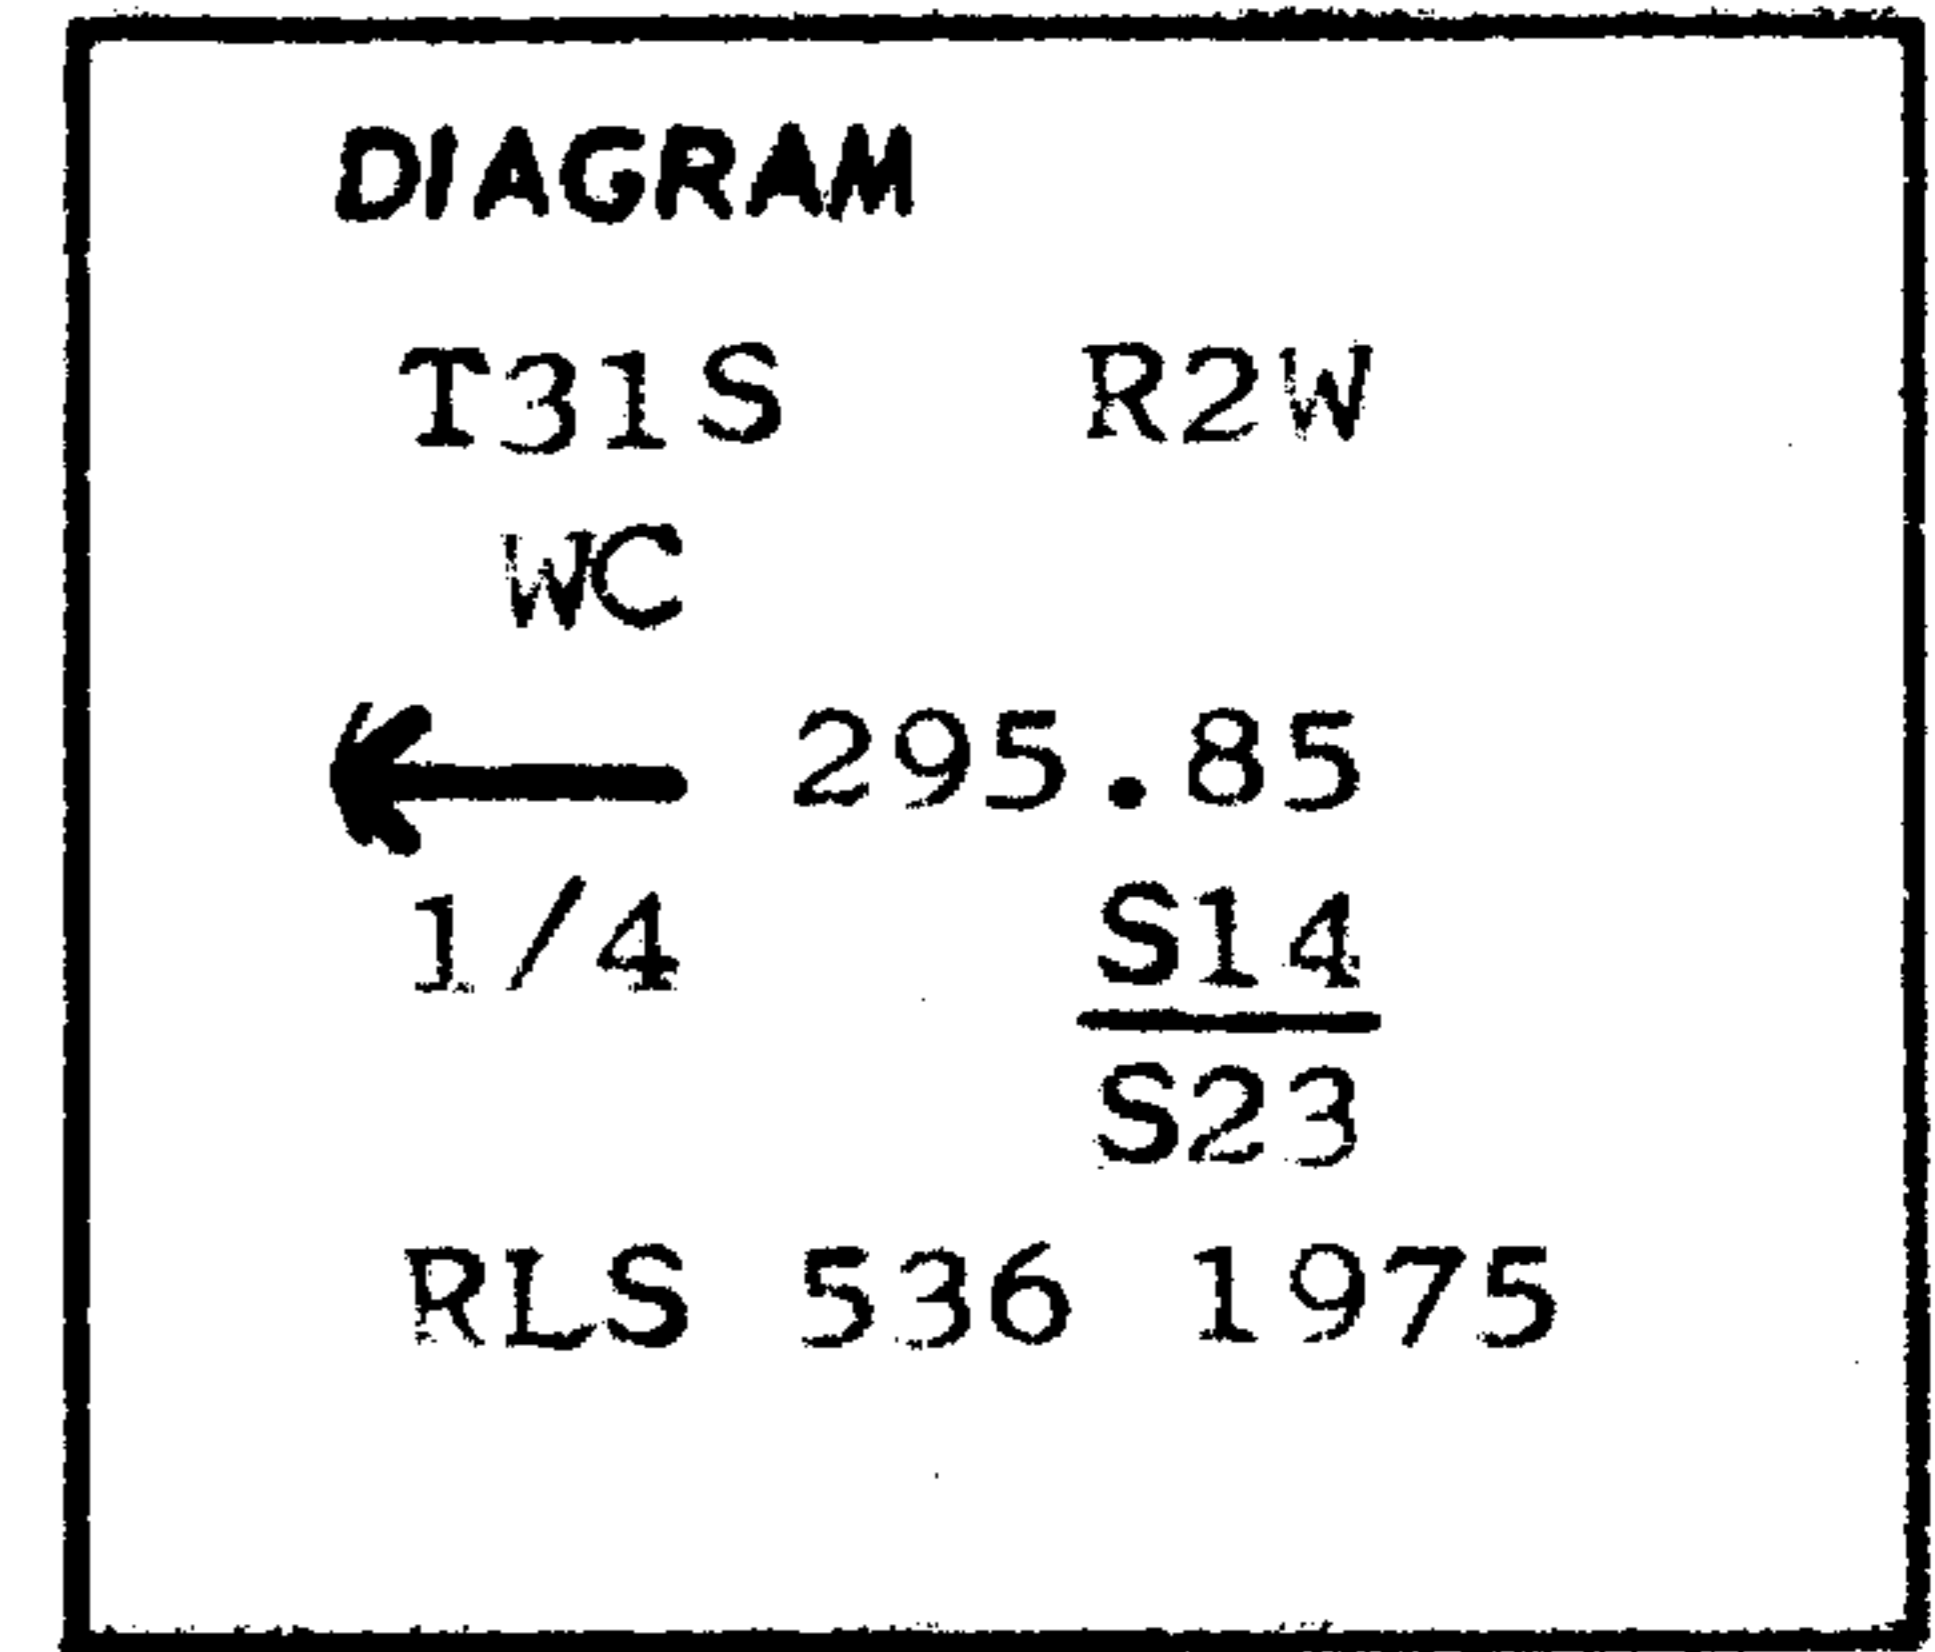 DIAGRAM
T31S R2W
WC
← 295.85
1/4 S14
S23
RLS 536 1975